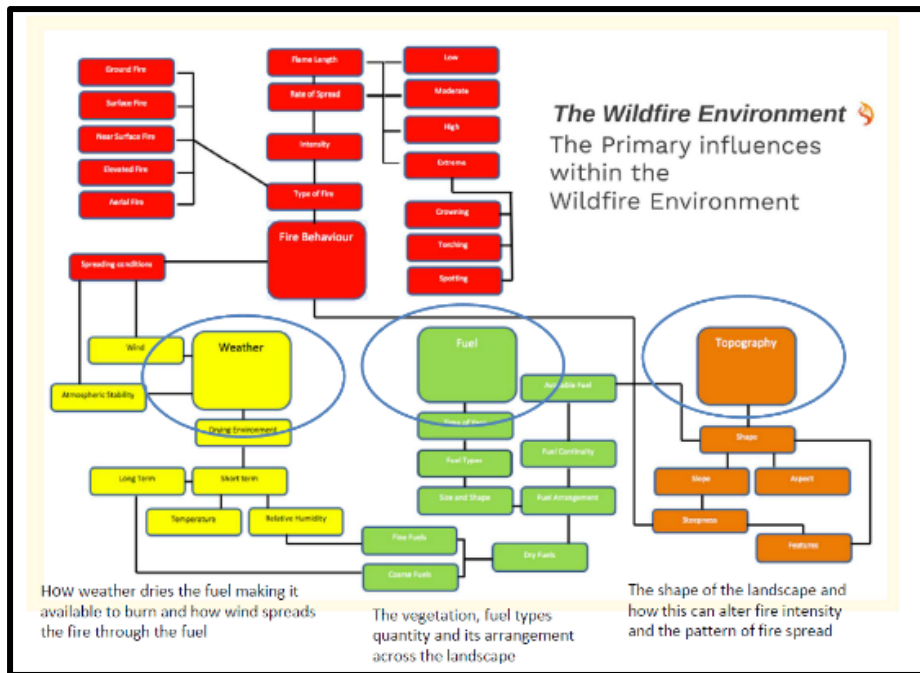 The Wildfire Environment
The Primary influences
within the
Wildfire Environment
Ground Fire
Surface Fire
Near Surface Fire
Elevated Fire
Aerial Fire
Flame Length
Rate of Spread
Intensity
Type of Fire
Fire Behaviour
Low
Moderate
High
Extreme
Crowning
Torching
Spotting
Spreading conditions
Wind
Atmospheric Stability
Weather
Drying Environment
Long Term
Short term
Temperature
Relative Humidity
Fuel
Available Fuel
Time of Year
Fuel Types
Fuel Continuity
Size and Shape
Fuel Arrangement
Fine Fuels
Coarse Fuels
Dry Fuels
Topography
Shape
Slope
Aspect
Steepness
Features
How weather dries the fuel making it
available to burn and how wind spreads
the fire through the fuel
The vegetation, fuel types
quantity and its arrangement
across the landscape
The shape of the landscape and
how this can alter fire intensity
and the pattern of fire spread